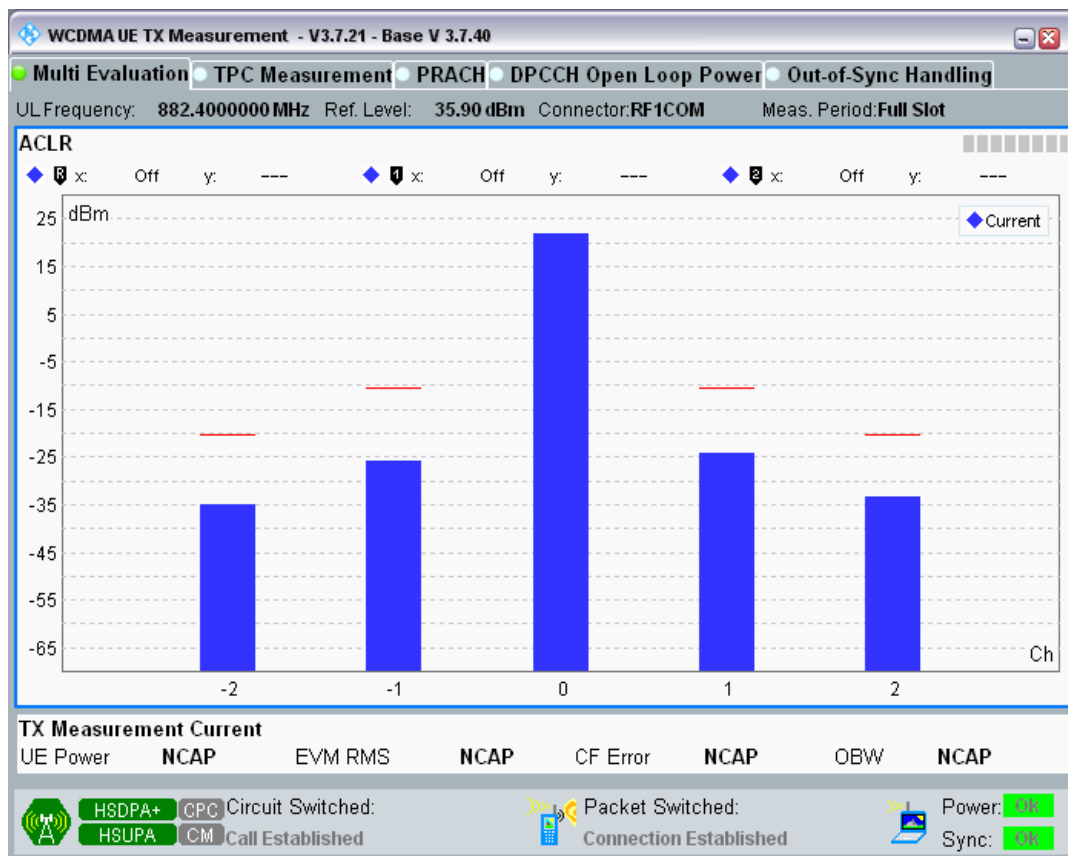 WCDMA UE TX Measurement - V3.7.21 - Base V 3.7.40
Multi Evaluation TPC Measurement PRACH DPCCH Open Loop Power Out-of-Sync Handling
UL Frequency: 882.4000000 MHz Ref. Level: 35.90 dBm Connector:RF1COM Meas. Period:Full Slot
ACLR
R x: Off y: --- 1 x: Off y: --- 2 x: Off y: ---
dBm
Current
25
15
5
-5
-15
-25
-35
-45
-55
-65
Ch
-2 -1 0 1 2
TX Measurement Current
UE Power NCAP EVM RMS NCAP CF Error NCAP OBW NCAP
HSDPA+ CPC Circuit Switched: Packet Switched: Power: OK
HSUPA CM Call Established Connection Established Sync: OK